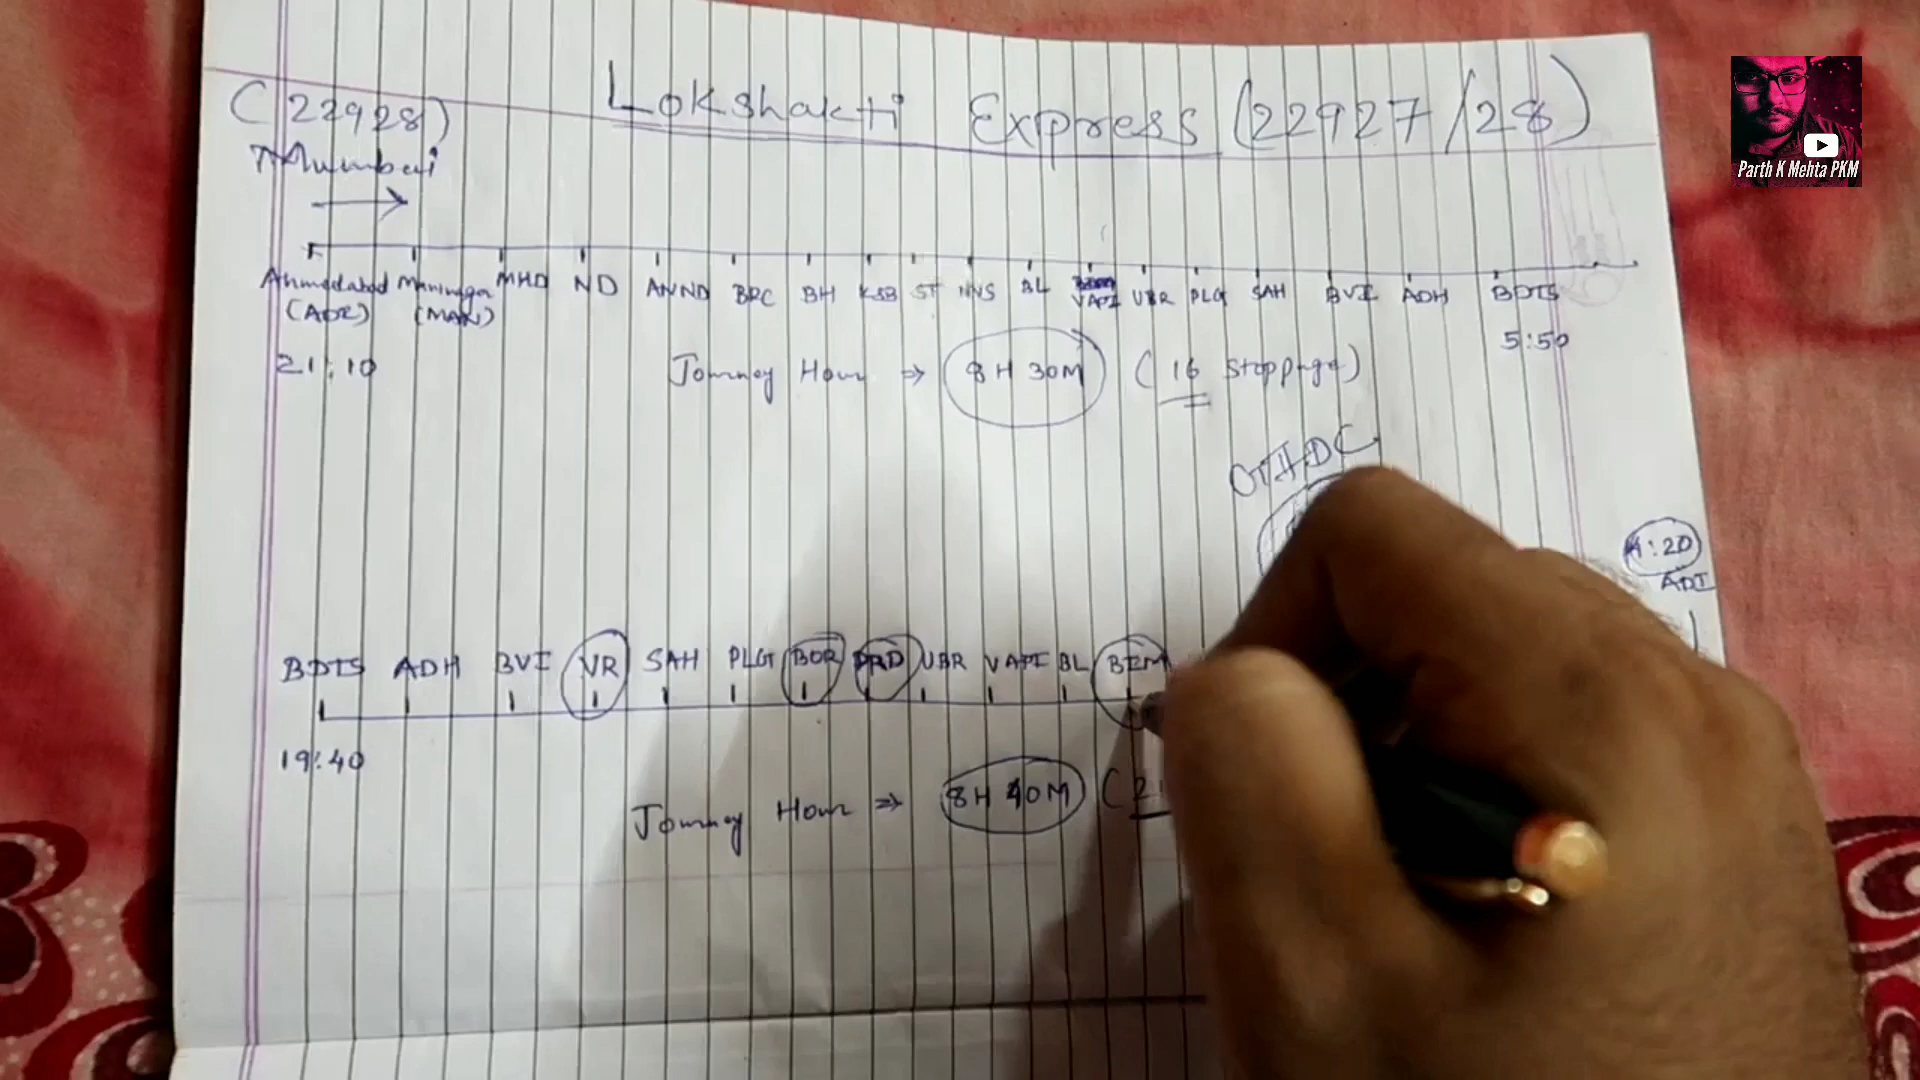 Lokshakti Express (22927/28)
(22928)
Mumbai
Parth K Mehta PKM
Ahmedabad Maninagar MHD ND ANND BRC BH KSB ST NVS BL VAPI UBR PLG SAH BVI ADH BDTS
(ADI) (MAN)
21:10 5:50
Journey Hour ⇒ 8H 30M (16 Stoppage)
4:20
ADI
BDTS ADH BVI VR SAH PLG BOR DRD UBR VAPI BL BIM
19:40
Journey Hour ⇒ 8H 40M (